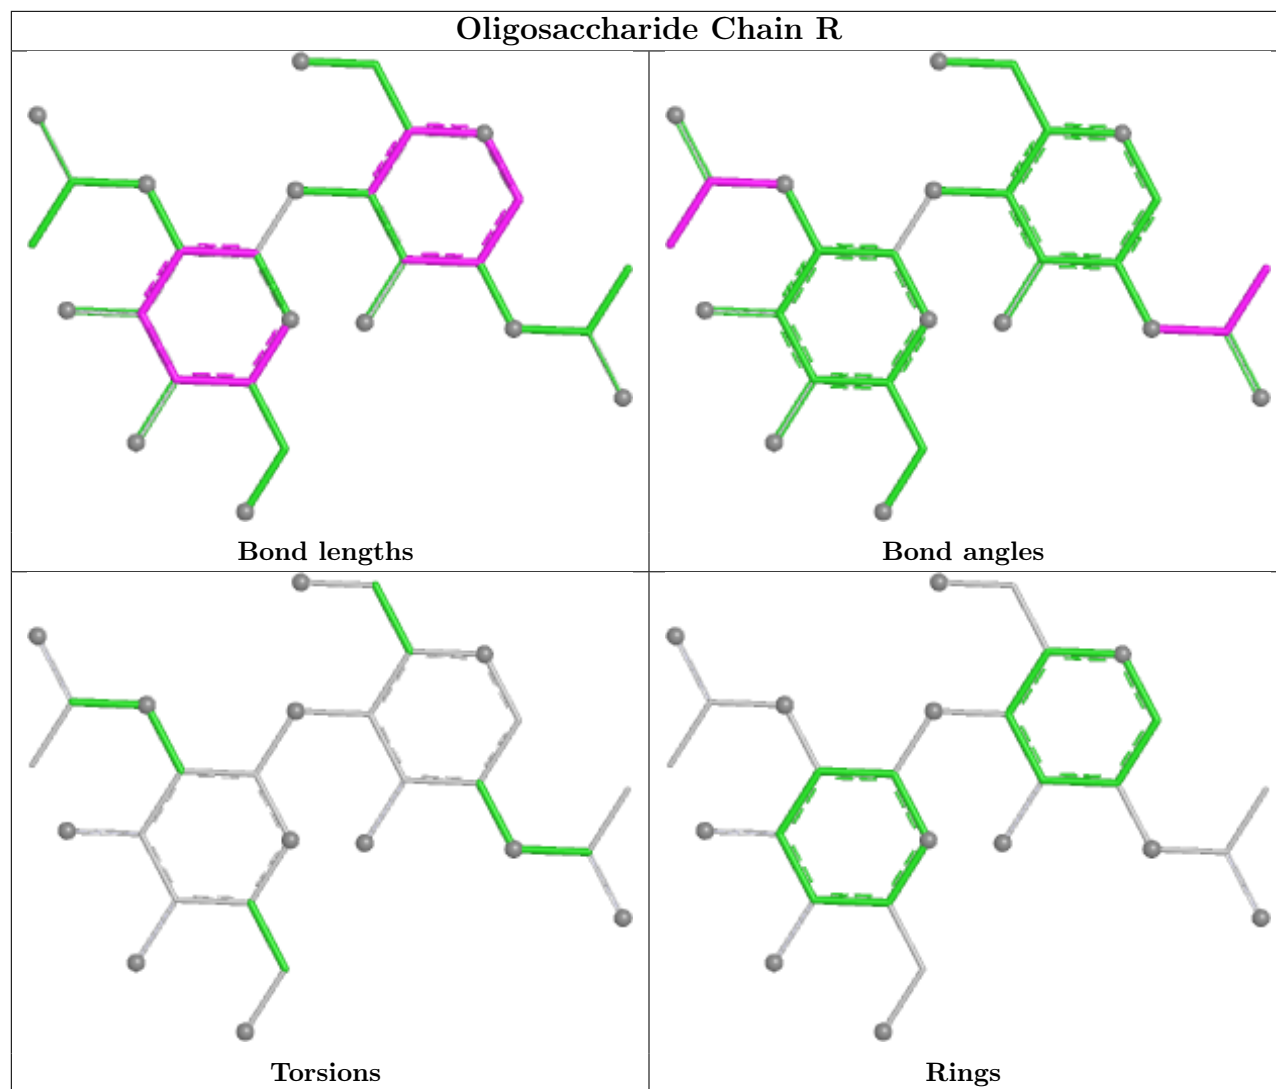 Oligosaccharide Chain R
Bond lengths
Bond angles
Torsions
Rings